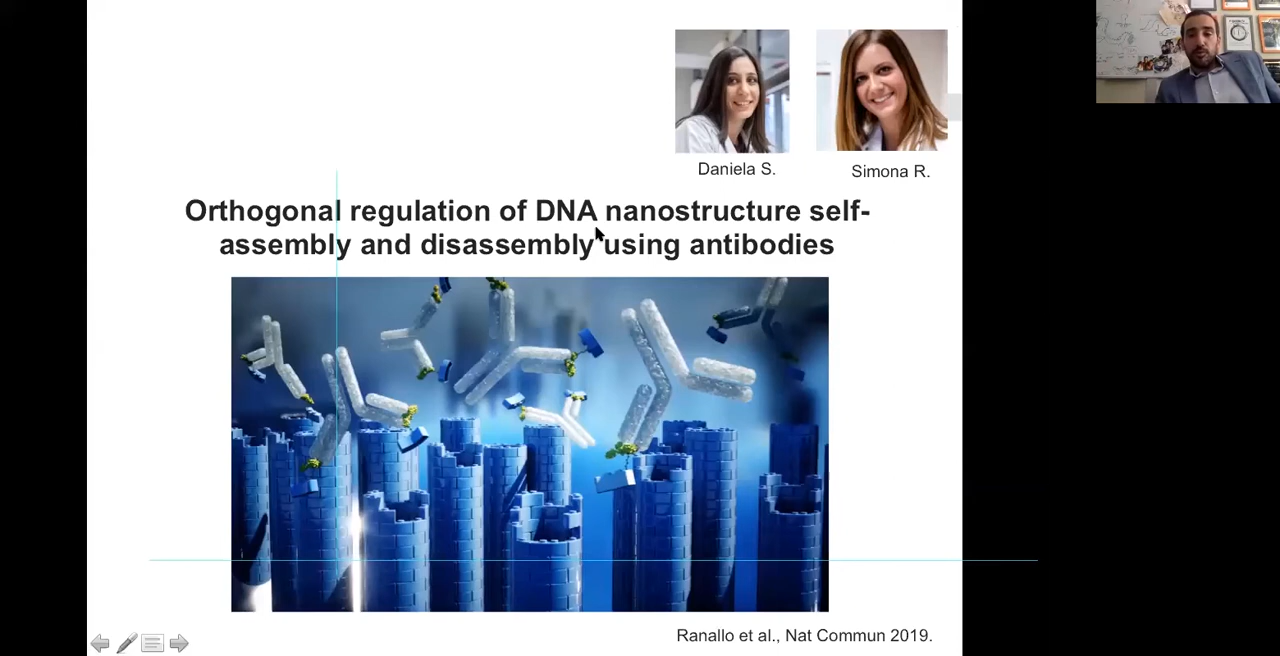 Daniela S.
Simona R.
Orthogonal regulation of DNA nanostructure self-
assembly and disassembly using antibodies
Ranallo et al., Nat Commun 2019.